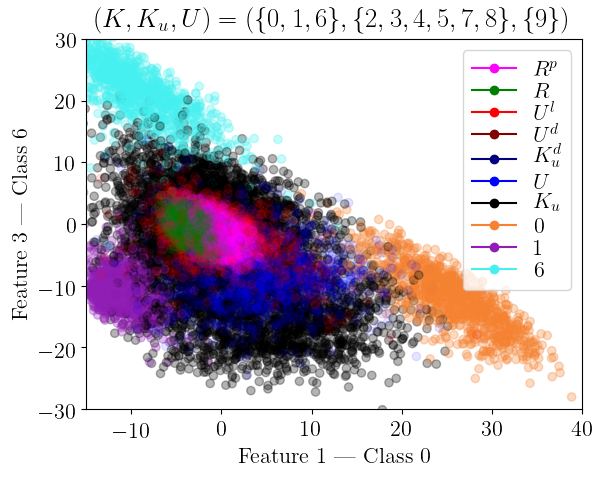 (K, K_u, U) = ({0, 1, 6}, {2, 3, 4, 5, 7, 8}, {9})
30
20
10
0
−10
−20
−30
Feature 3 — Class 6
R^p
R
U^l
U^d
K_u^d
U
K_u
0
1
6
−10
0
10
20
30
40
Feature 1 — Class 0